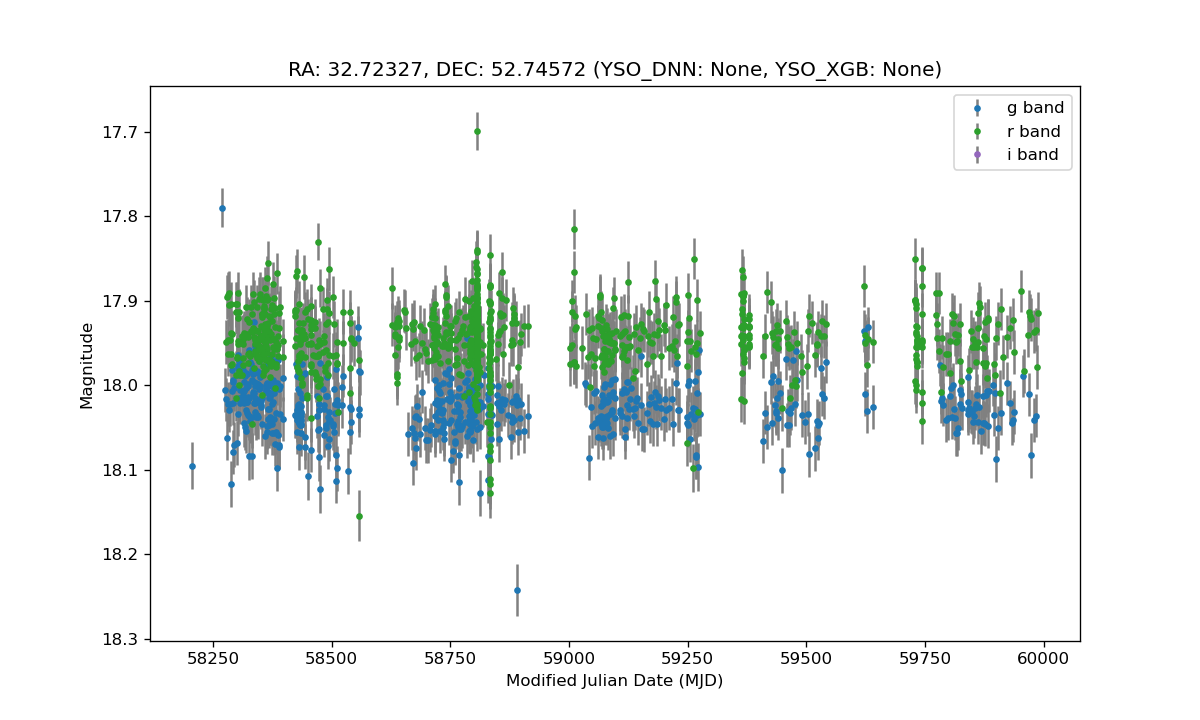 RA: 32.72327, DEC: 52.74572 (YSO_DNN: None, YSO_XGB: None)
g band
r band
i band
17.7
17.8
17.9
18.0
18.1
18.2
18.3
Magnitude
58250 58500 58750 59000 59250 59500 59750 60000
Modified Julian Date (MJD)